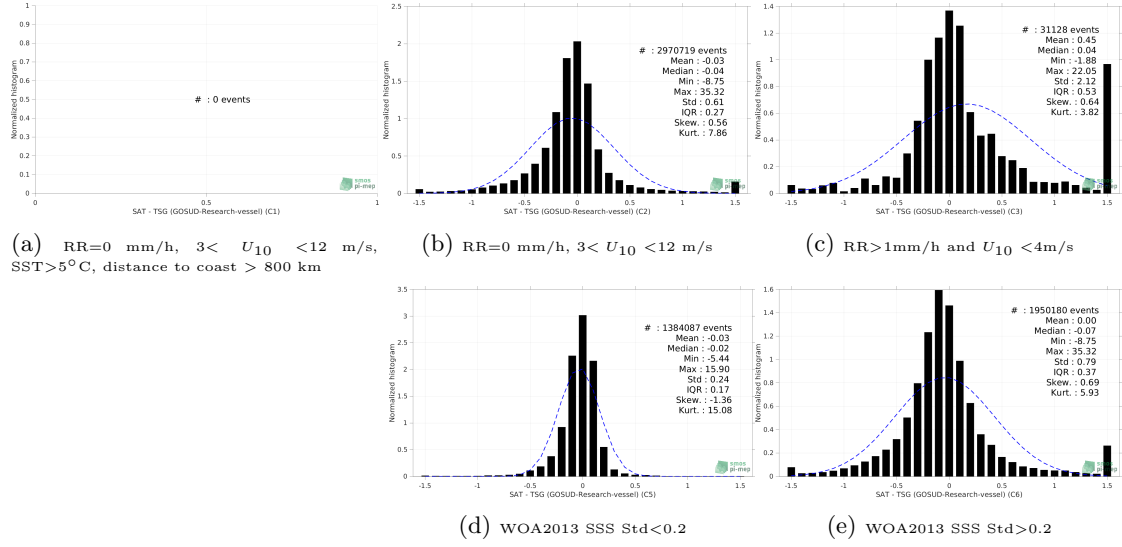 1
0.9
0.8
0.7
0.6
0.5
0.4
0.3
0.2
0.1
0
Normalized histogram
# : 0 events
smos
pi-mep
0 0.5 1
SAT - TSG (GOSUD-Research-vessel) (C1)
(a) RR=0 mm/h, 3< U10 <12 m/s,
SST>5°C, distance to coast > 800 km
2.5
2
1.5
1
0.5
0
Normalized histogram
# : 2970719 events
Mean : -0.03
Median : -0.04
Min : -8.75
Max : 35.32
Std : 0.61
IQR : 0.27
Skew. : 0.56
Kurt. : 7.86
smos
pi-mep
-1.5 -1 -0.5 0 0.5 1 1.5
SAT - TSG (GOSUD-Research-vessel) (C2)
(b) RR=0 mm/h, 3< U10 <12 m/s
1.4
1.2
1
0.8
0.6
0.4
0.2
0
Normalized histogram
# : 31128 events
Mean : 0.45
Median : 0.04
Min : -1.88
Max : 22.05
Std : 2.12
IQR : 0.53
Skew. : 0.64
Kurt. : 3.82
smos
pi-mep
-1.5 -1 -0.5 0 0.5 1 1.5
SAT - TSG (GOSUD-Research-vessel) (C3)
(c) RR>1mm/h and U10 <4m/s
3.5
3
2.5
2
1.5
1
0.5
0
Normalized histogram
# : 1384087 events
Mean : -0.03
Median : -0.02
Min : -5.44
Max : 15.90
Std : 0.24
IQR : 0.17
Skew. : -1.36
Kurt. : 15.08
smos
pi-mep
-1.5 -1 -0.5 0 0.5 1 1.5
SAT - TSG (GOSUD-Research-vessel) (C5)
(d) WOA2013 SSS Std<0.2
1.6
1.4
1.2
1
0.8
0.6
0.4
0.2
0
Normalized histogram
# : 1950180 events
Mean : 0.00
Median : -0.07
Min : -8.75
Max : 35.32
Std : 0.79
IQR : 0.37
Skew. : 0.69
Kurt. : 5.93
smos
pi-mep
-1.5 -1 -0.5 0 0.5 1 1.5
SAT - TSG (GOSUD-Research-vessel) (C6)
(e) WOA2013 SSS Std>0.2